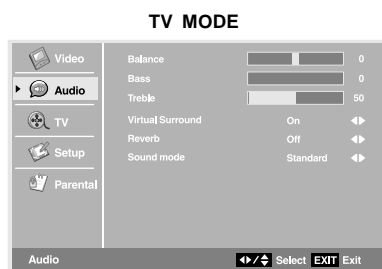 TV MODE
Video
Audio
TV
Setup
Parental
Balance 0
Bass 0
Treble 50
Virtual Surround On
Reverb Off
Sound mode Standard
Audio
/ Select EXIT Exit